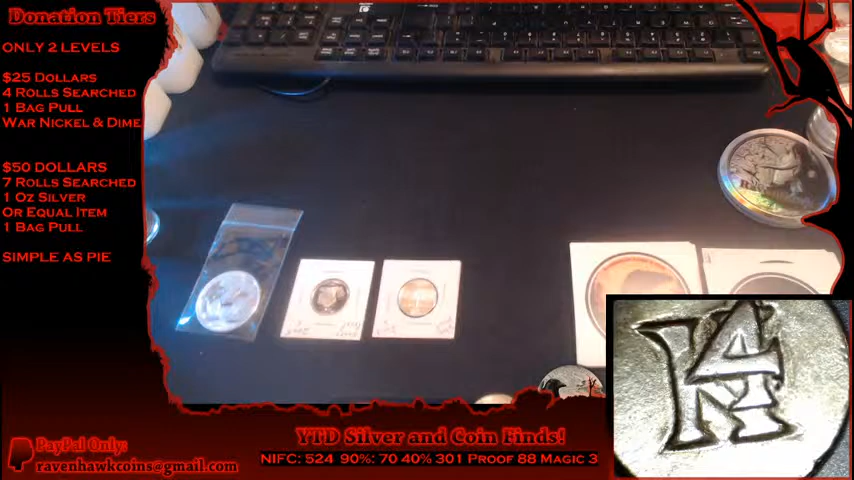 Donation Tiers
ONLY 2 LEVELS
$25 DOLLARS
4 ROLLS SEARCHED
1 BAG PULL
WAR NICKEL & DIME
$50 DOLLARS
7 ROLLS SEARCHED
1 OZ SILVER
OR EQUAL ITEM
1 BAG PULL
SIMPLE AS PIE
YTD Silver and Coin Finds!
PayPal Only:
ravenhawkcoins@gmail.com
NIFC: 524 90%: 70 40% 301 PROOF 88 MAGIC 3